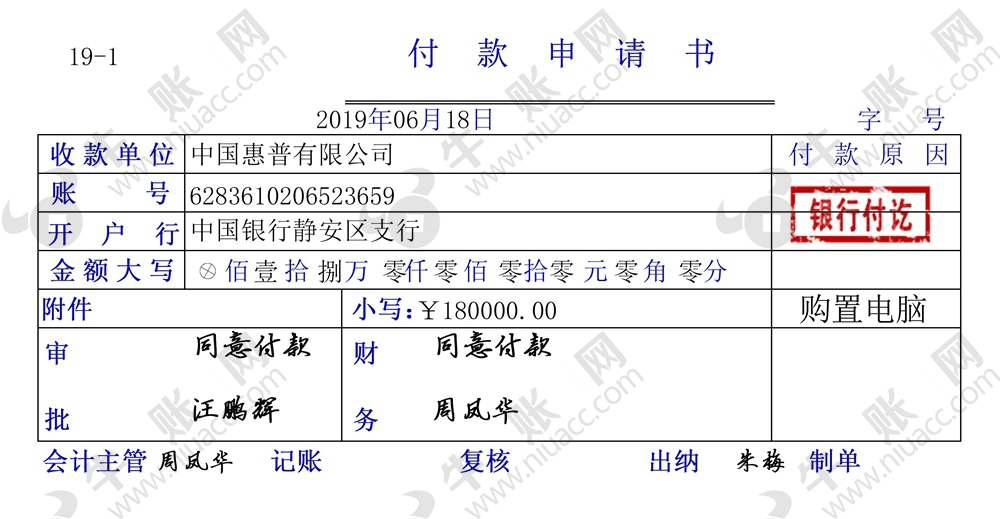 19-1
付款申请书
2019年06月18日 字 号
收款单位 中国惠普有限公司 付款原因
账 号 6283610206523659
银行付讫
开户行 中国银行静安区支行
金额大写 ⊗佰壹拾捌万零仟零佰零拾零元零角零分
附件 小写:￥180000.00 购置电脑
审 同意付款 财 同意付款
批 汪鹏辉 务 周凤华
会计主管 周凤华 记账 复核 出纳 朱梅 制单
牛账网
www.niuacc.com